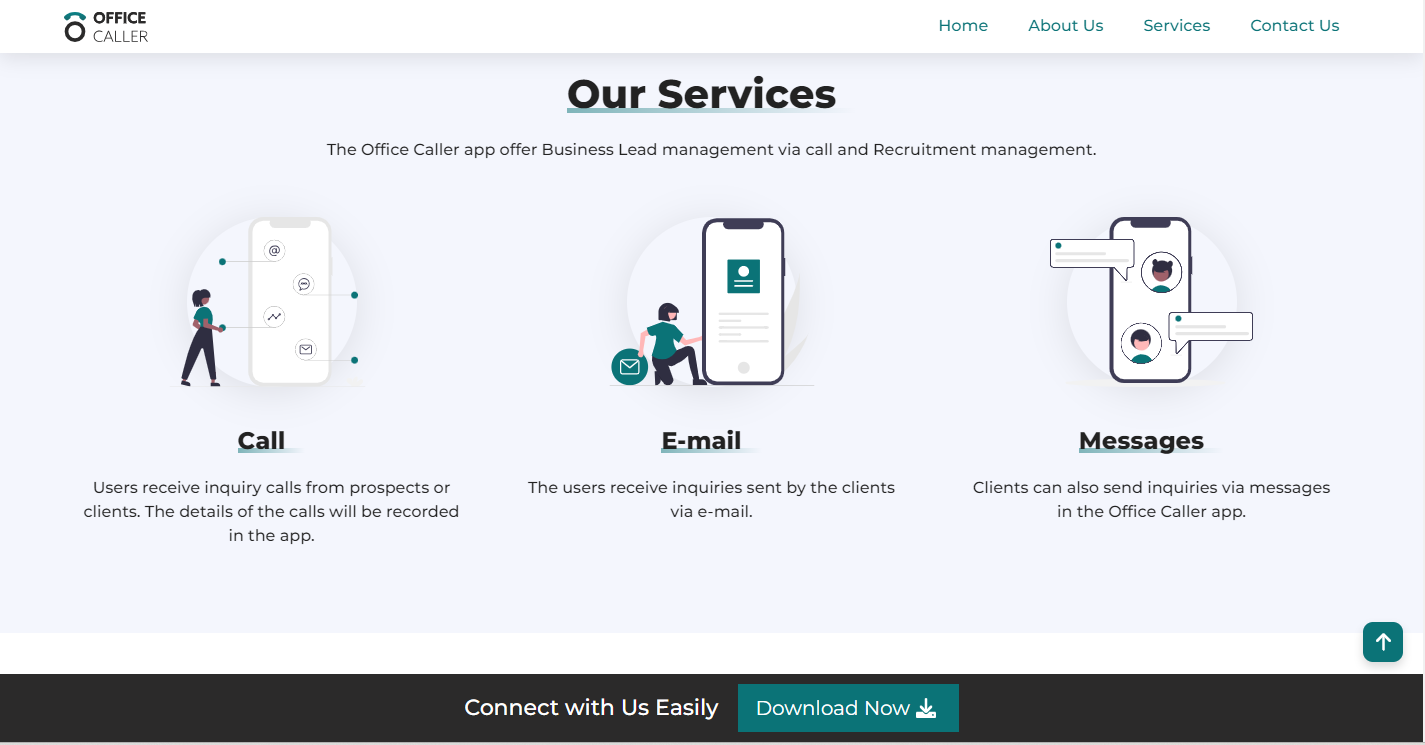 OFFICE
CALLER
Home
About Us
Services
Contact Us
Our Services
The Office Caller app offer Business Lead management via call and Recruitment management.
@
Call
Users receive inquiry calls from prospects or
clients. The details of the calls will be recorded
in the app.
E-mail
The users receive inquiries sent by the clients
via e-mail.
Messages
Clients can also send inquiries via messages
in the Office Caller app.
Connect with Us Easily
Download Now